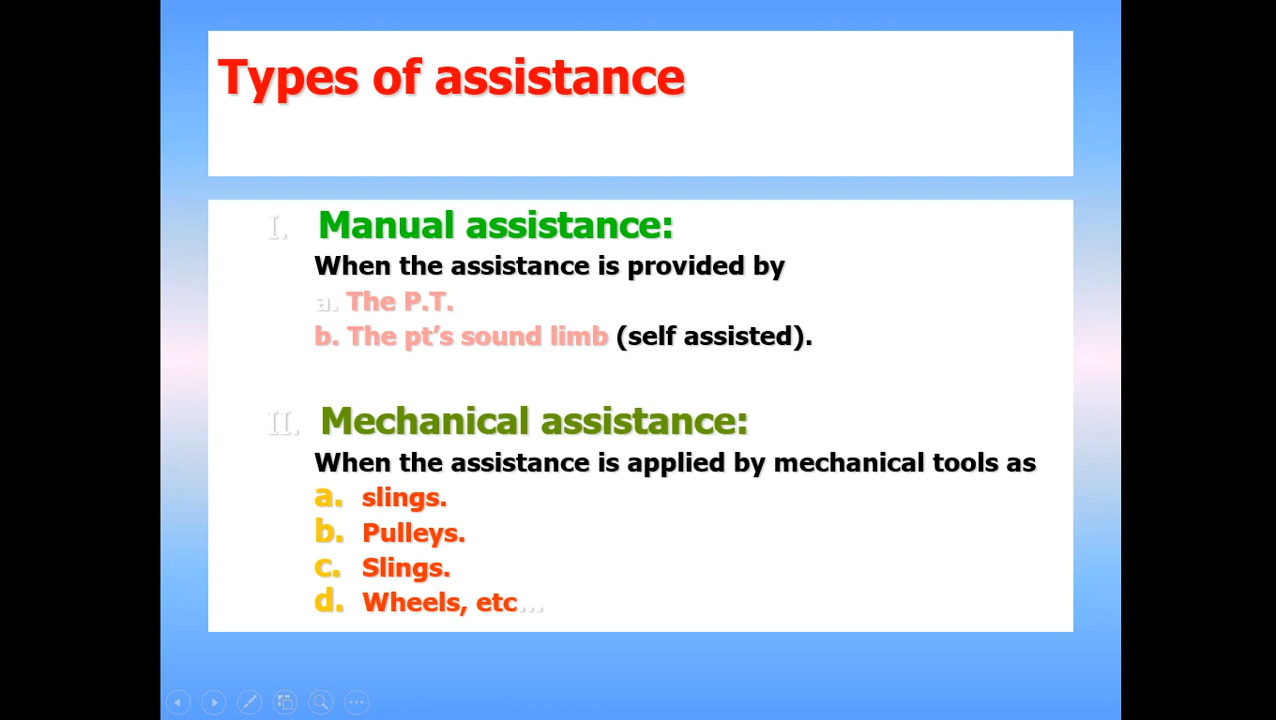 Types of assistance
I. Manual assistance:
When the assistance is provided by
a. The P.T.
b. The pt’s sound limb (self assisted).
II. Mechanical assistance:
When the assistance is applied by mechanical tools as
a. slings.
b. Pulleys.
c. Slings.
d. Wheels, etc...